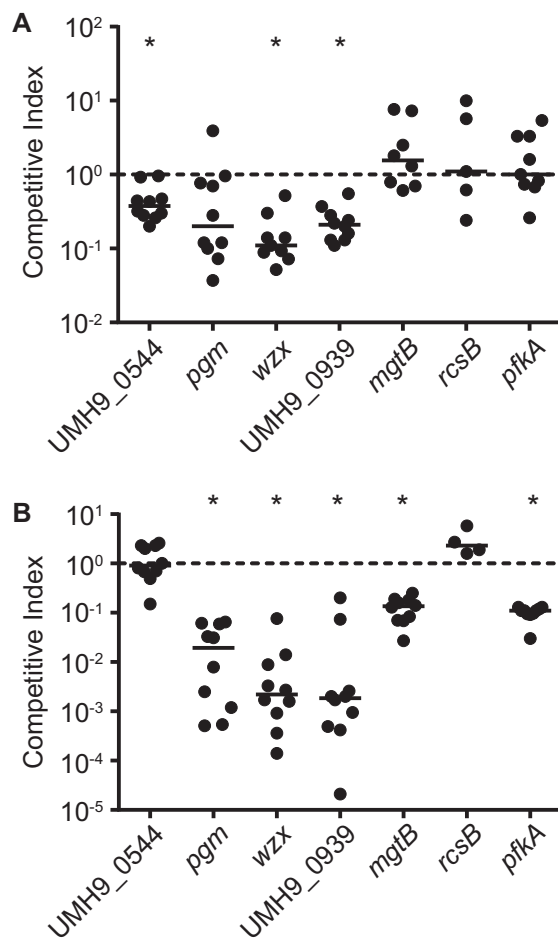 A
* * *
Competitive Index
10²
10¹
10⁰
10⁻¹
10⁻²
UMH9_0544 pgm wzx UMH9_0939 mgtB rcsB pfkA
B
* * * * *
Competitive Index
10¹
10⁰
10⁻¹
10⁻²
10⁻³
10⁻⁴
10⁻⁵
UMH9_0544 pgm wzx UMH9_0939 mgtB rcsB pfkA